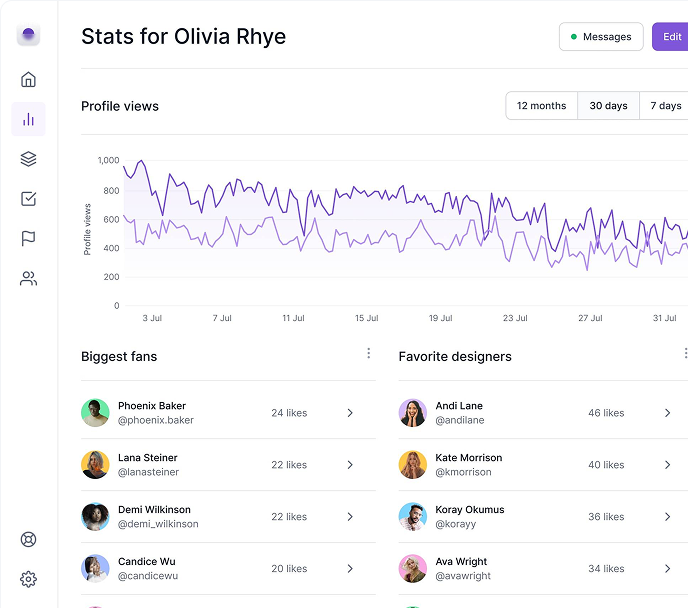 Stats for Olivia Rhye
Messages
Edit
Profile views
12 months 30 days 7 days
Profile views
1,000
800
600
400
200
0
3 Jul 7 Jul 11 Jul 15 Jul 19 Jul 23 Jul 27 Jul 31 Jul
Biggest fans
Phoenix Baker
@phoenix.baker
24 likes
Lana Steiner
@lanasteiner
22 likes
Demi Wilkinson
@demi_wilkinson
22 likes
Candice Wu
@candicewu
20 likes
Favorite designers
Andi Lane
@andilane
46 likes
Kate Morrison
@kmorrison
40 likes
Koray Okumus
@korayy
36 likes
Ava Wright
@avawright
34 likes